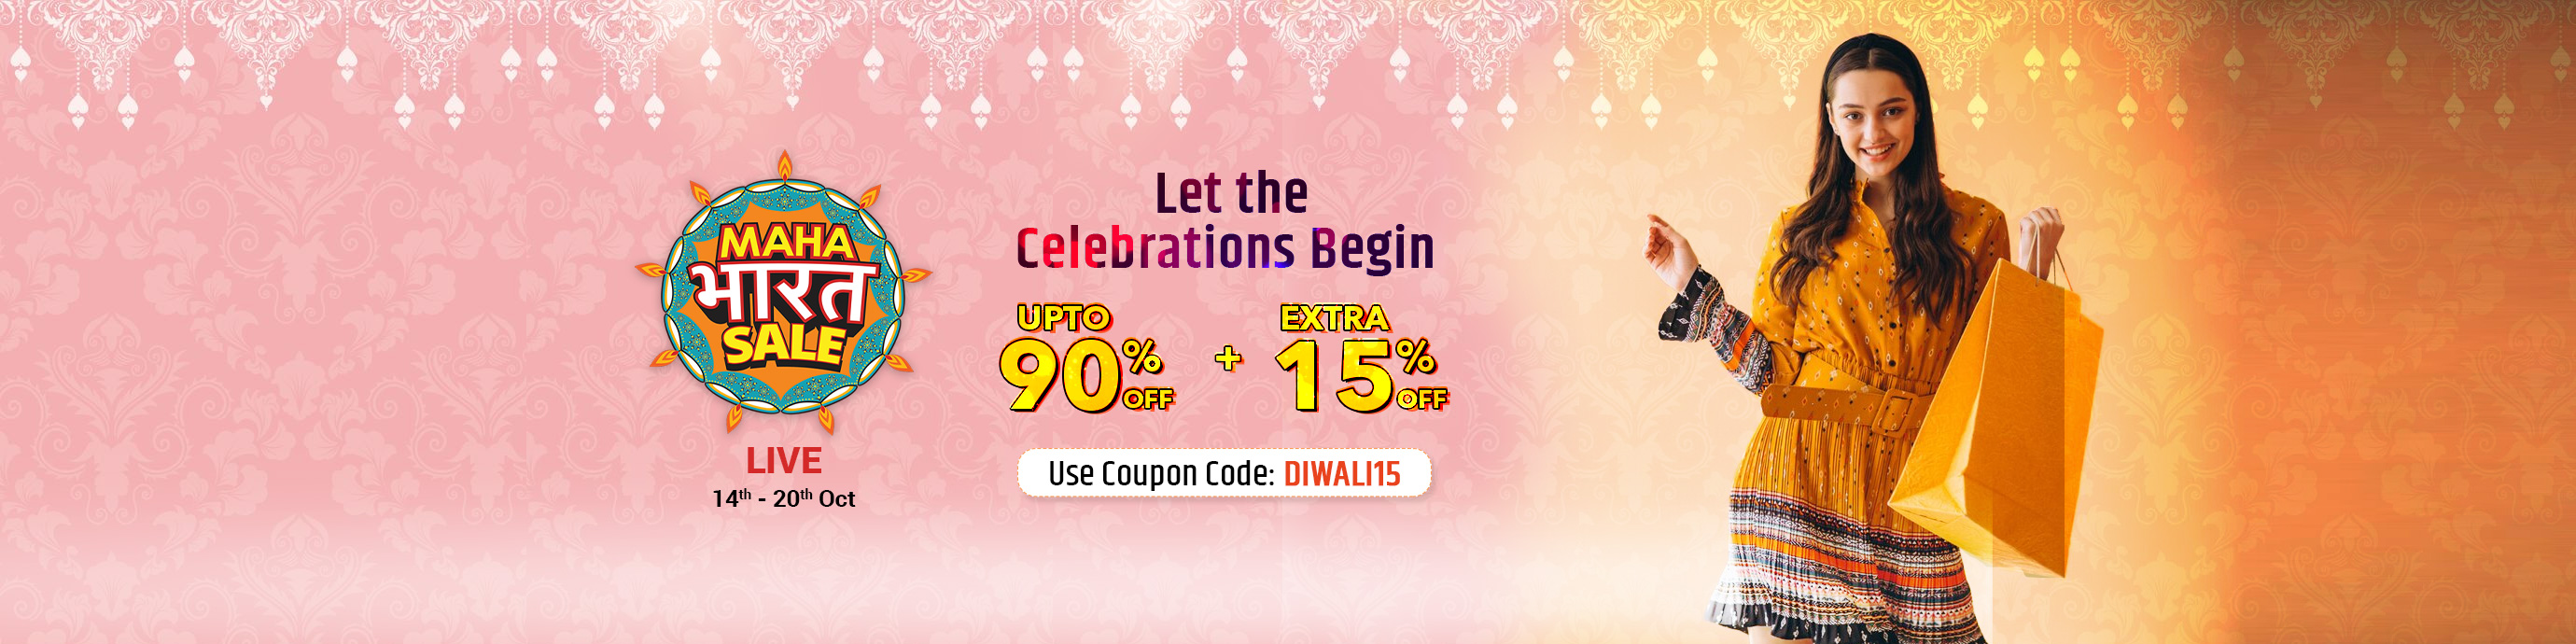 MAHA
भारत
SALE
LIVE
14th - 20th Oct
Let the
Celebrations Begin
UPTO
90% OFF
+
EXTRA
15% OFF
Use Coupon Code: DIWALI15